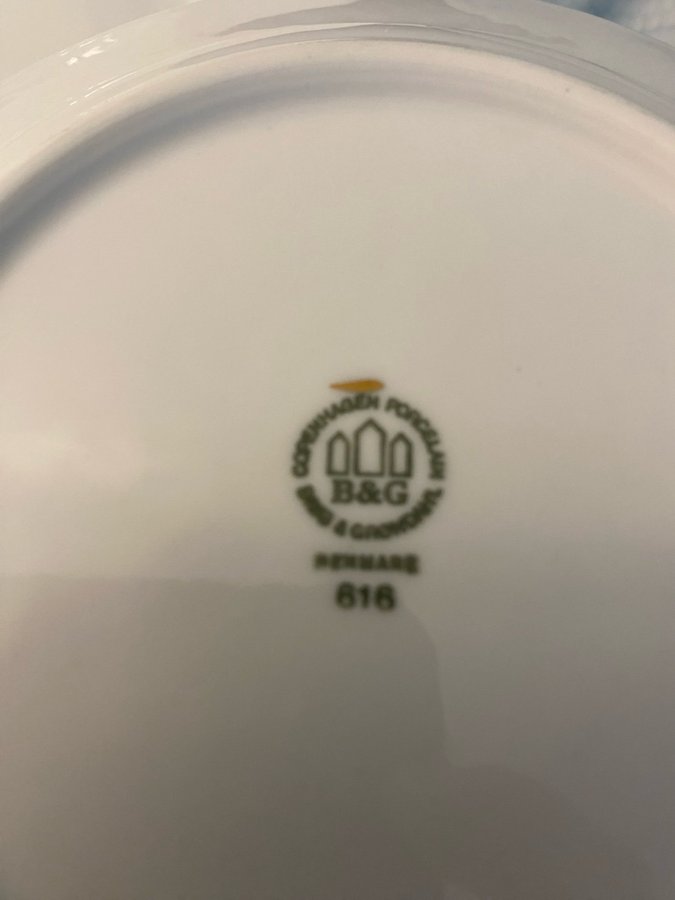 COPENHAGEN PORCELAIN
B&G
BING & GRØNDAHL
DENMARK
616